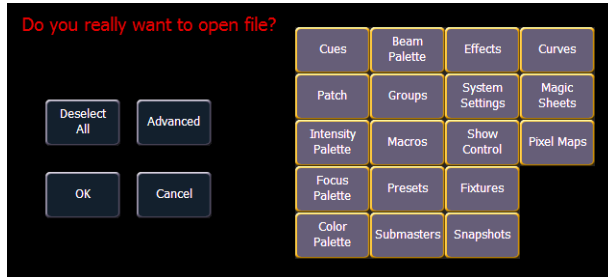 Do you really want to open file?
Deselect
All
Advanced
OK
Cancel
Cues
Beam
Palette
Effects
Curves
Patch
Groups
System
Settings
Magic
Sheets
Intensity
Palette
Macros
Show
Control
Pixel Maps
Focus
Palette
Presets
Fixtures
Color
Palette
Submasters
Snapshots